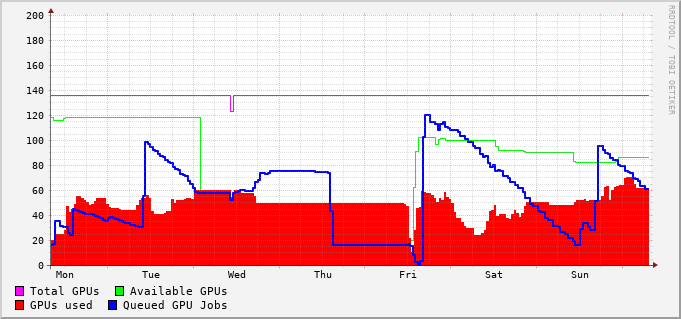 RRDTOOL / TOBI OETIKER
200
180
160
140
120
100
80
60
40
20
0
Mon Tue Wed Thu Fri Sat Sun
Total GPUs Available GPUs
GPUs used Queued GPU Jobs